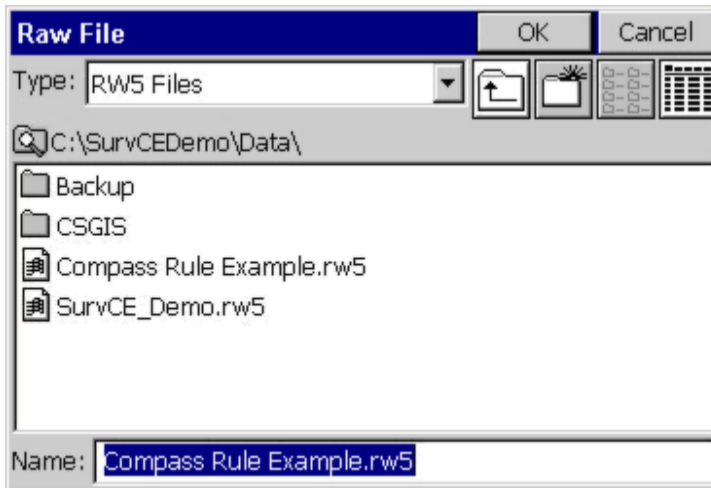 Raw File OK Cancel
Type: RW5 Files
C:\SurvCEDemo\Data\
Backup
CSGIS
Compass Rule Example.rw5
SurvCE_Demo.rw5
Name: Compass Rule Example.rw5